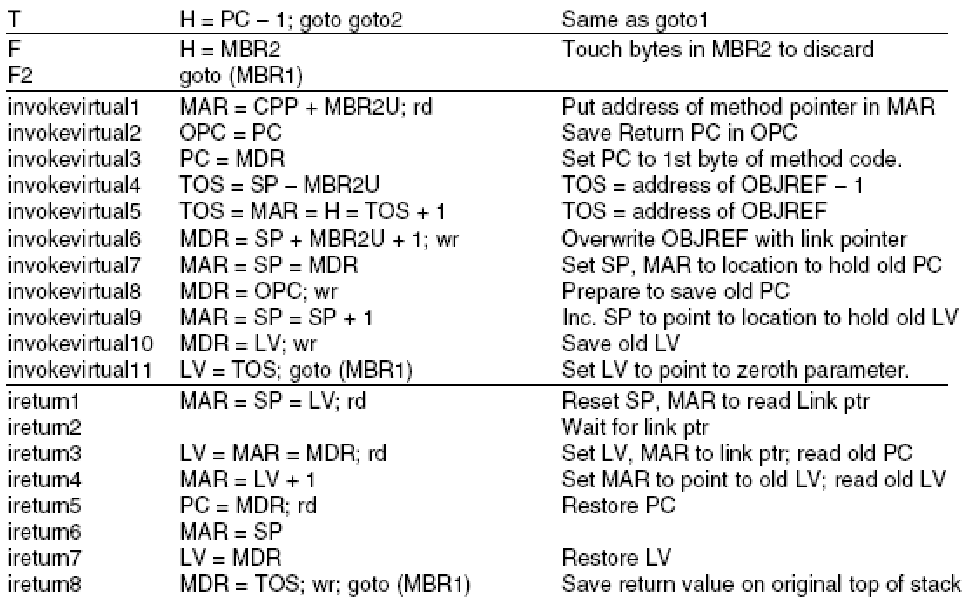 T H = PC – 1; goto goto2 Same as goto1
F H = MBR2 Touch bytes in MBR2 to discard
F2 goto (MBR1)
invokevirtual1 MAR = CPP + MBR2U; rd Put address of method pointer in MAR
invokevirtual2 OPC = PC Save Return PC in OPC
invokevirtual3 PC = MDR Set PC to 1st byte of method code.
invokevirtual4 TOS = SP – MBR2U TOS = address of OBJREF – 1
invokevirtual5 TOS = MAR = H = TOS + 1 TOS = address of OBJREF
invokevirtual6 MDR = SP + MBR2U + 1; wr Overwrite OBJREF with link pointer
invokevirtual7 MAR = SP = MDR Set SP, MAR to location to hold old PC
invokevirtual8 MDR = OPC; wr Prepare to save old PC
invokevirtual9 MAR = SP = SP + 1 Inc. SP to point to location to hold old LV
invokevirtual10 MDR = LV; wr Save old LV
invokevirtual11 LV = TOS; goto (MBR1) Set LV to point to zeroth parameter.
ireturn1 MAR = SP = LV; rd Reset SP, MAR to read Link ptr
ireturn2 Wait for link ptr
ireturn3 LV = MAR = MDR; rd Set LV, MAR to link ptr; read old PC
ireturn4 MAR = LV + 1 Set MAR to point to old LV; read old LV
ireturn5 PC = MDR; rd Restore PC
ireturn6 MAR = SP
ireturn7 LV = MDR Restore LV
ireturn8 MDR = TOS; wr; goto (MBR1) Save return value on original top of stack